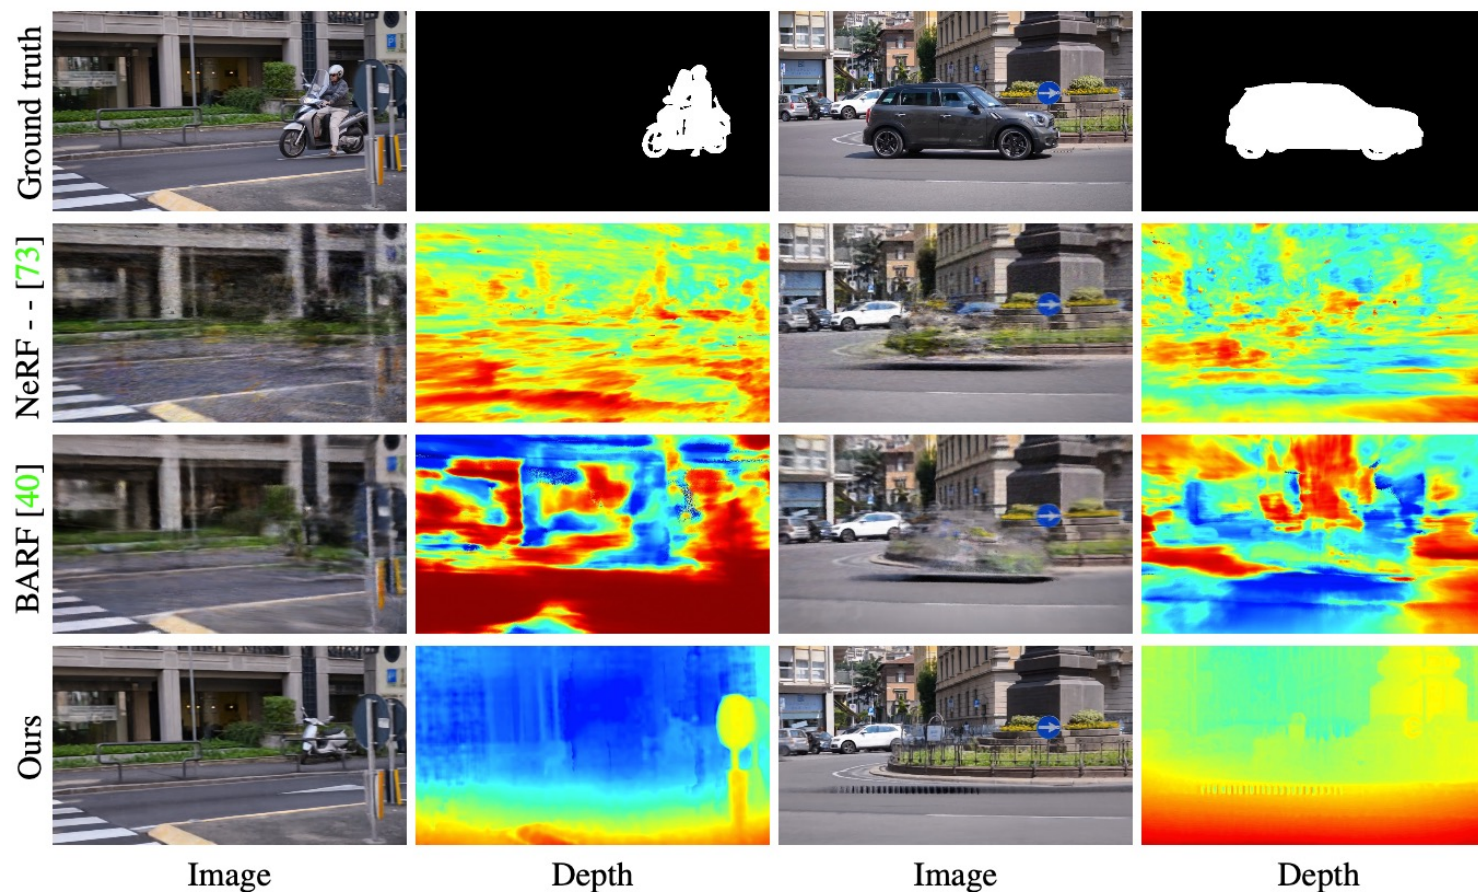 Ground truth
NeRF - - [73]
BARF [40]
Ours
Image
Depth
Image
Depth